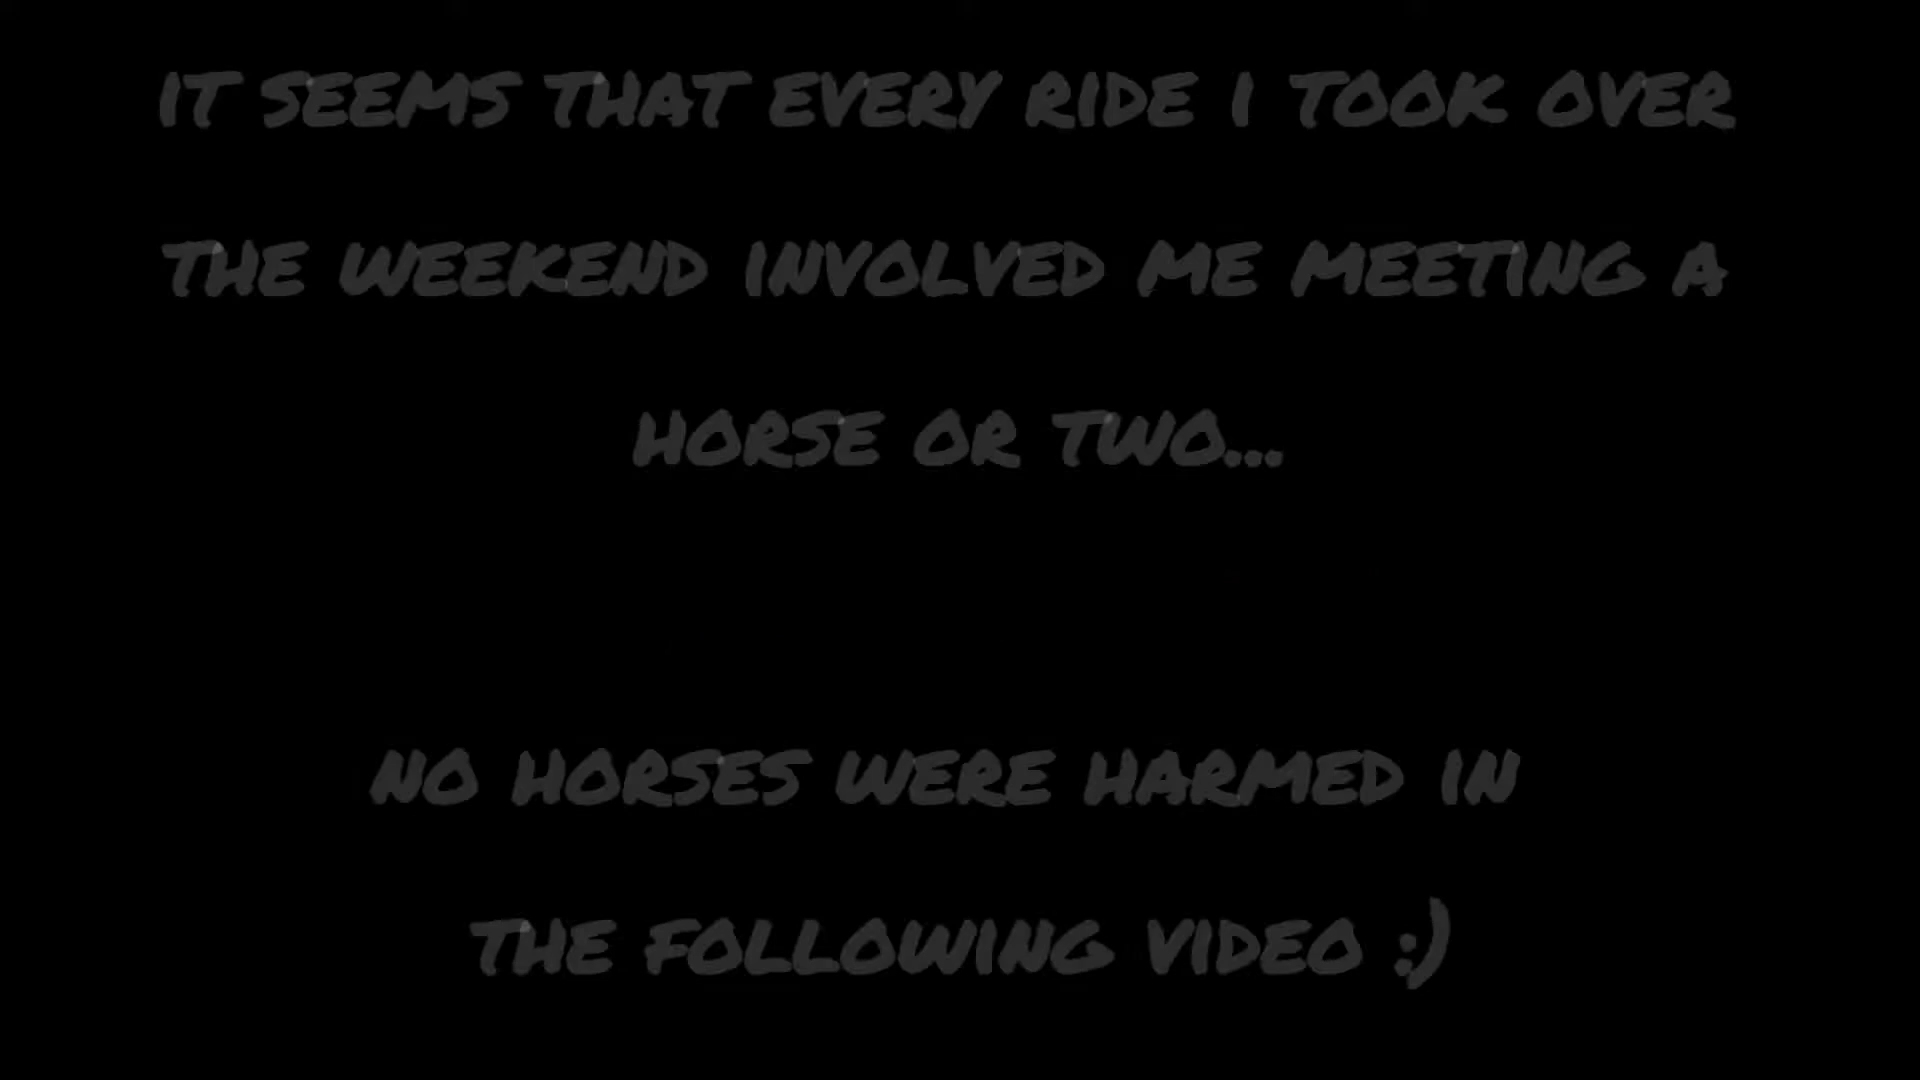 IT SEEMS THAT EVERY RIDE I TOOK OVER
THE WEEKEND INVOLVED ME MEETING A
HORSE OR TWO...
NO HORSES WERE HARMED IN
THE FOLLOWING VIDEO :)